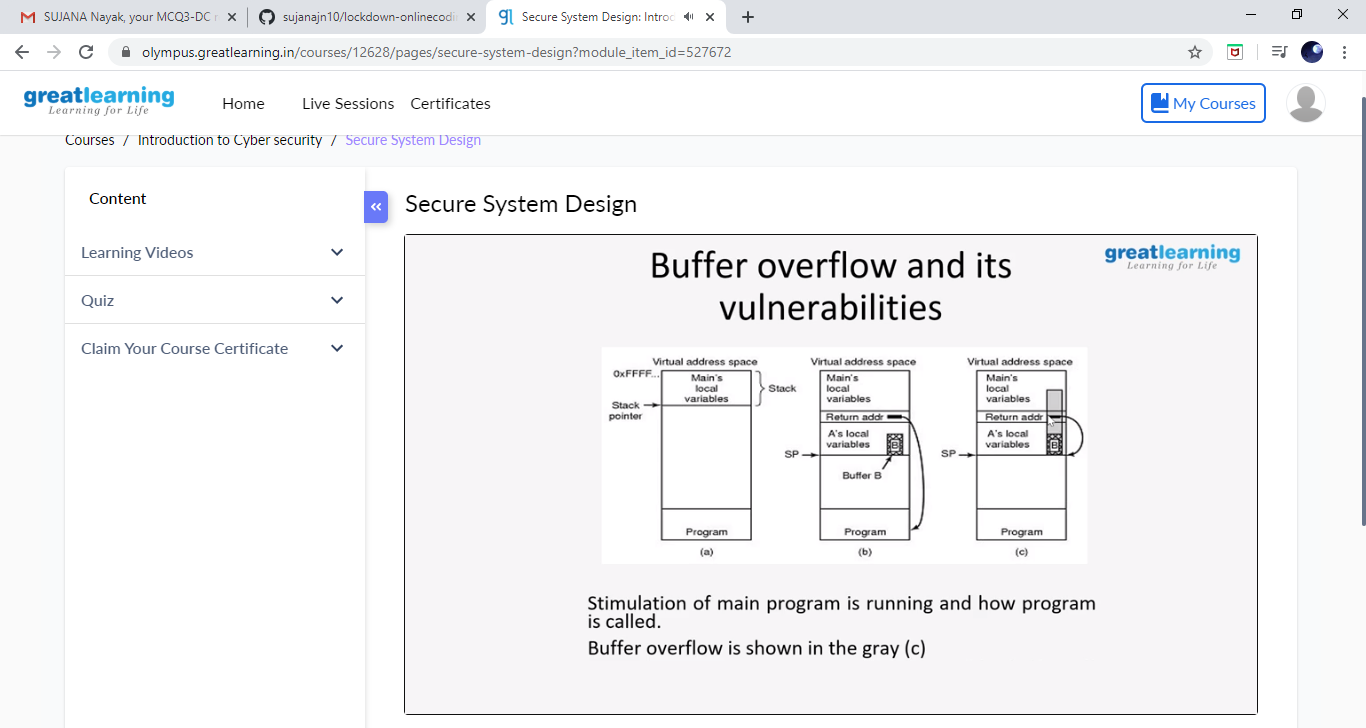 SUJANA Nayak, your MCQ3-DC
sujanajn10/lockdown-onlinecodi
Secure System Design: Introc
olympus.greatlearning.in/courses/12628/pages/secure-system-design?module_item_id=527672
greatlearning
Learning for Life
Home
Live Sessions
Certificates
My Courses
Courses / Introduction to Cyber security / Secure System Design
Content
Learning Videos
Quiz
Claim Your Course Certificate
«
Secure System Design
Buffer overflow and its
vulnerabilities
greatlearning
Learning for Life
Virtual address space
0xFFFF...
Main's
local
variables
Stack
Stack
pointer
Program
(a)
Virtual address space
Main's
local
variables
Return addr
A's local
variables
B
SP
Buffer B
Program
(b)
Virtual address space
Main's
local
variables
Return addr
A's local
variables
B
SP
Program
(c)
Stimulation of main program is running and how program
is called.
Buffer overflow is shown in the gray (c)